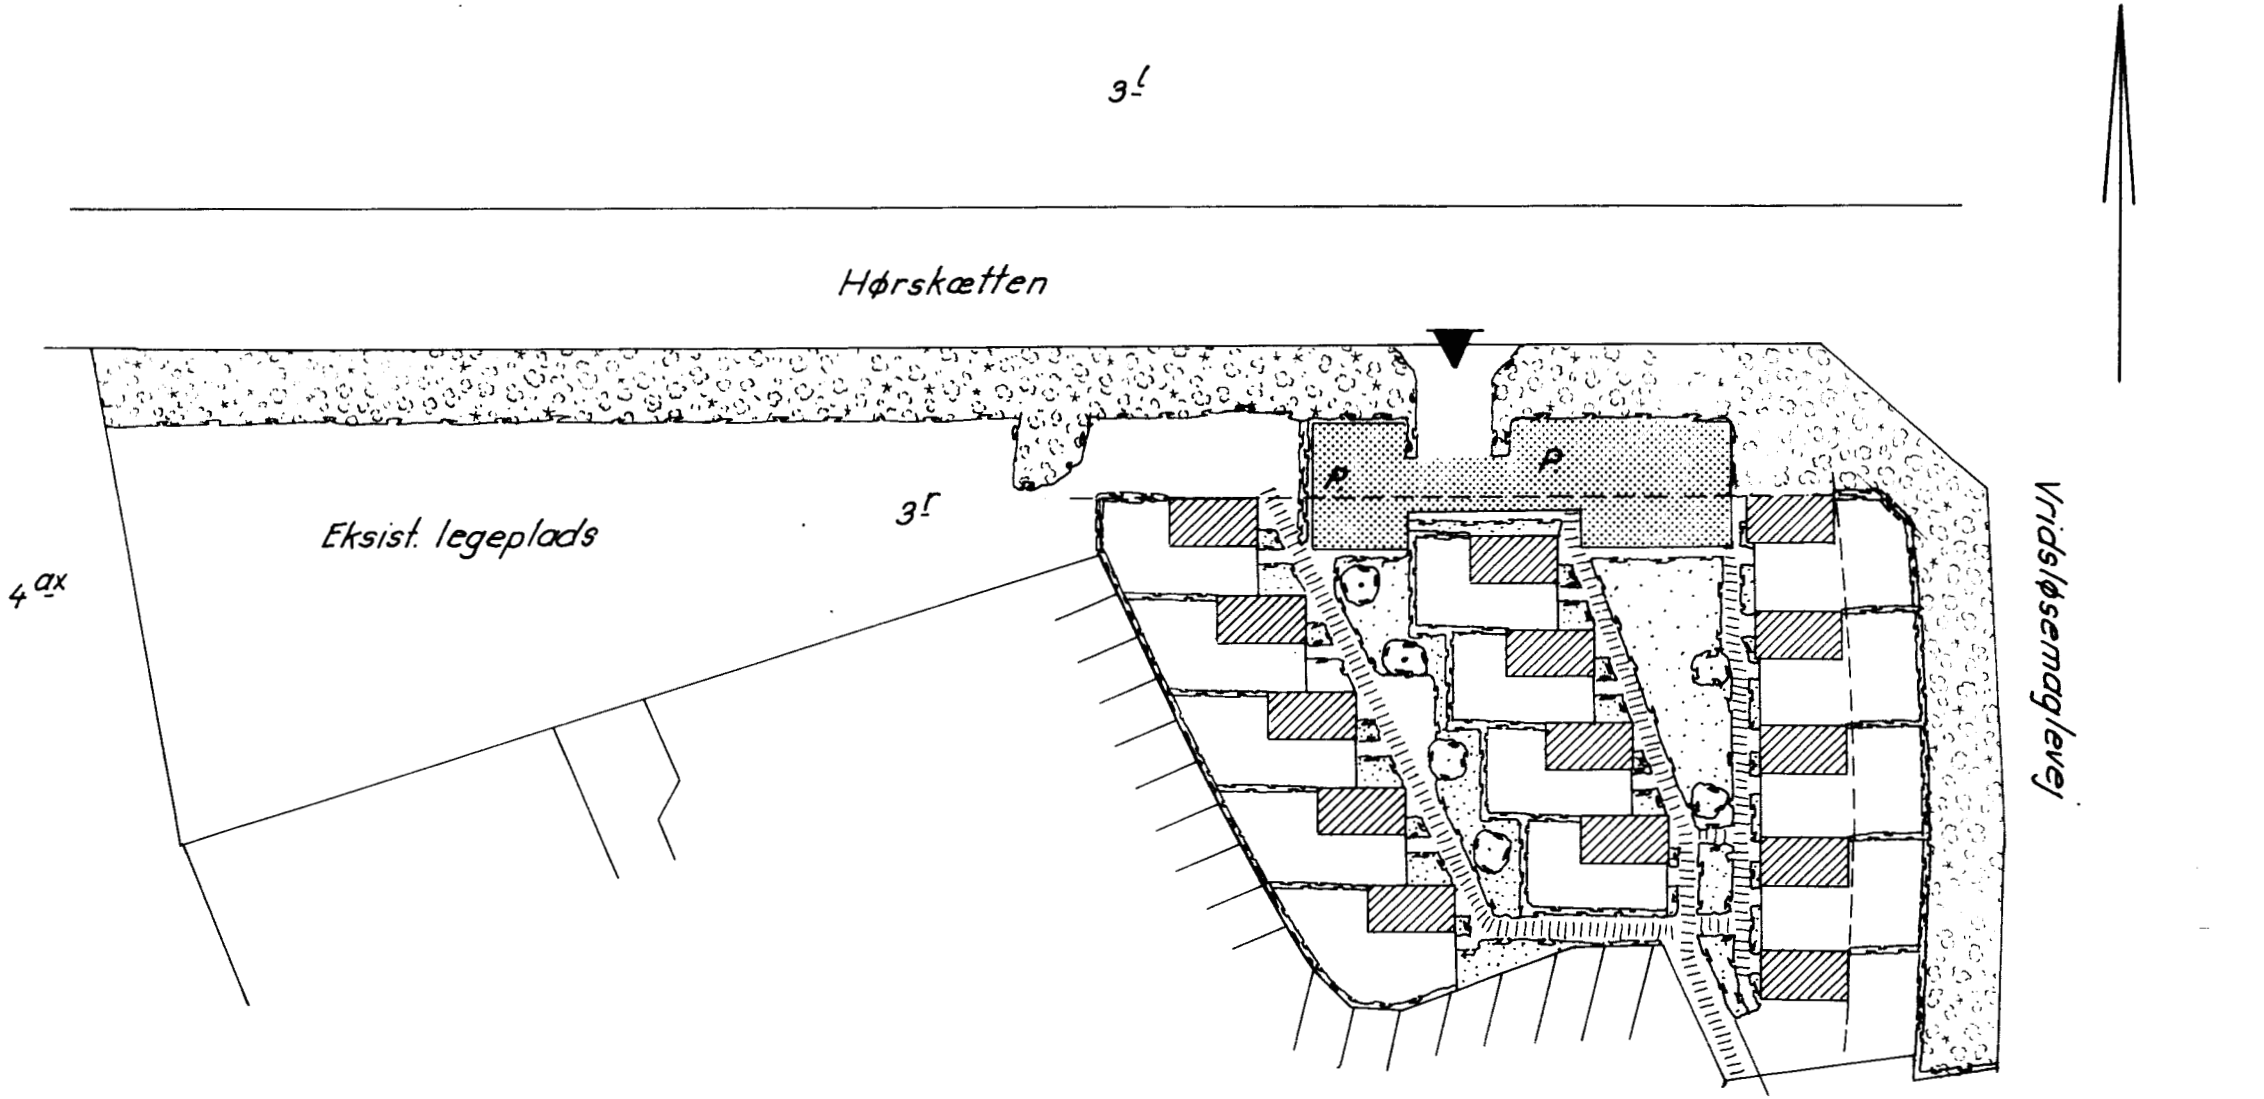 3l
Hørskætten
P
P
3r
Eksist. legeplads
4ax
Vridsløsemaglevej